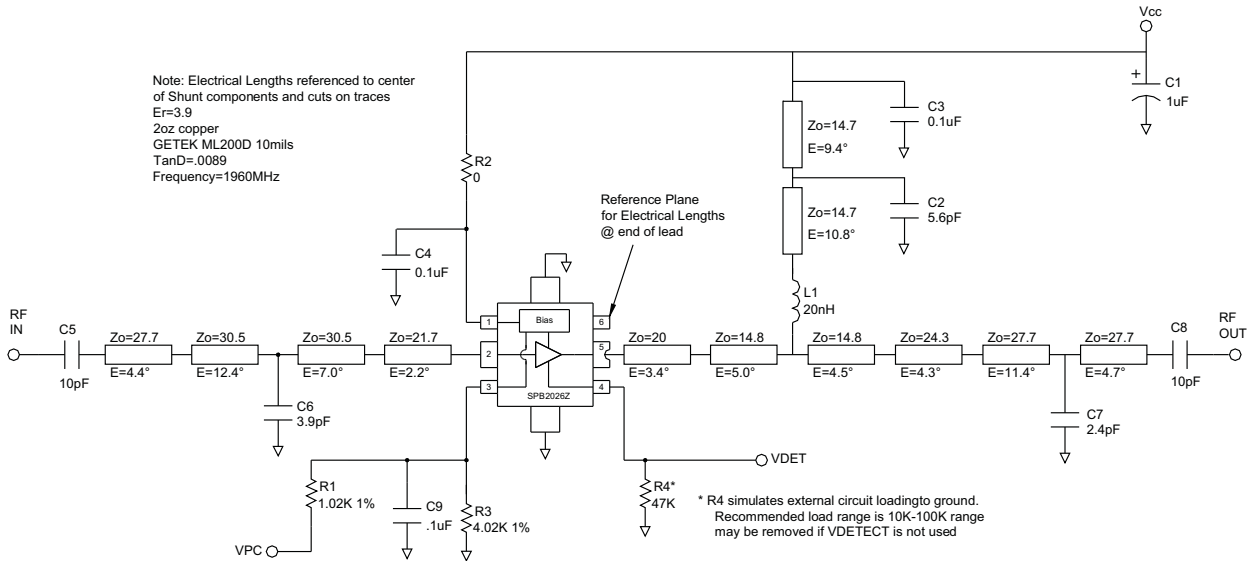 Vcc
Note: Electrical Lengths referenced to center
of Shunt components and cuts on traces
Er=3.9
2oz copper
GETEK ML200D 10mils
TanD=.0089
Frequency=1960MHz
+
C1
1uF
C3
0.1uF
Zo=14.7
E=9.4°
R2
0
Reference Plane
for Electrical Lengths
@ end of lead
C2
5.6pF
Zo=14.7
E=10.8°
C4
0.1uF
L1
20nH
RF
IN
C5
10pF
Zo=27.7
E=4.4°
Zo=30.5
E=12.4°
C6
3.9pF
Zo=30.5
E=7.0°
Zo=21.7
E=2.2°
1
2
3
Bias
SPB2026Z
6
5
4
Zo=20
E=3.4°
Zo=14.8
E=5.0°
Zo=14.8
E=4.5°
Zo=24.3
E=4.3°
Zo=27.7
E=11.4°
Zo=27.7
E=4.7°
C8
10pF
RF
OUT
C7
2.4pF
VDET
R4*
47K
* R4 simulates external circuit loadingto ground.
Recommended load range is 10K-100K range
may be removed if VDETECT is not used
R1
1.02K 1%
C9
.1uF
R3
4.02K 1%
VPC